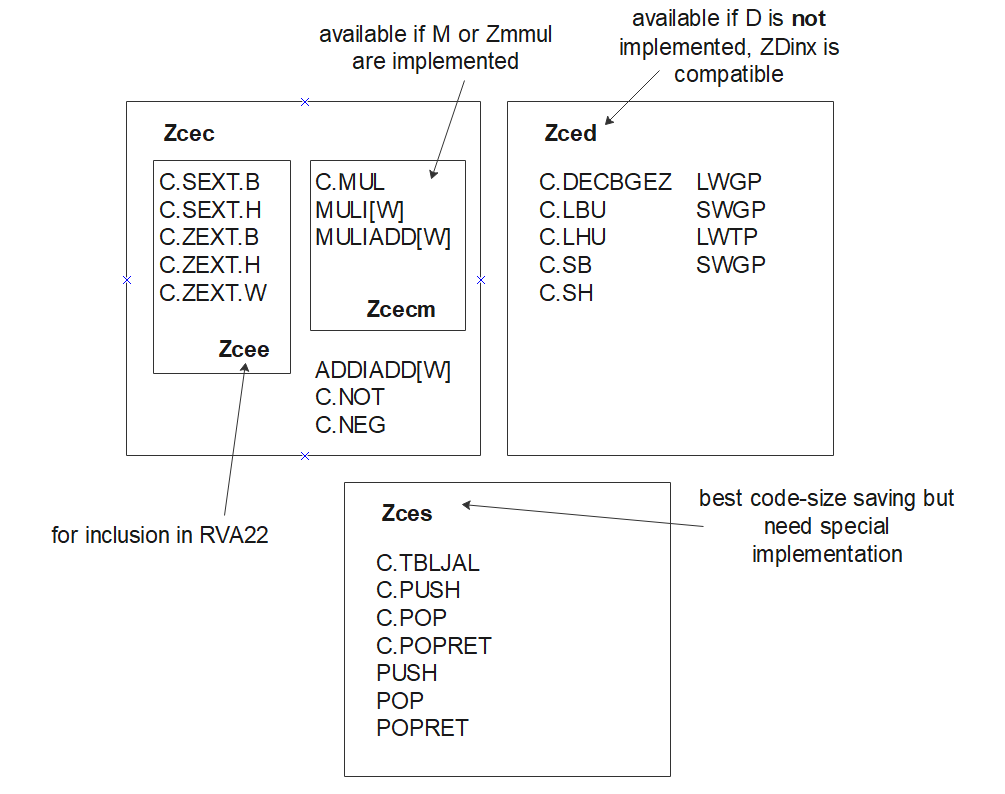 available if M or Zmmul
are implemented
available if D is not
implemented, ZDinx is
compatible
Zcec
C.SEXT.B
C.SEXT.H
C.ZEXT.B
C.ZEXT.H
C.ZEXT.W
Zcee
C.MUL
MULI[W]
MULIADD[W]
Zcecm
ADDIADD[W]
C.NOT
C.NEG
Zced
C.DECBGEZ LWGP
C.LBU SWGP
C.LHU LWTP
C.SB SWGP
C.SH
for inclusion in RVA22
Zces
C.TBLJAL
C.PUSH
C.POP
C.POPRET
PUSH
POP
POPRET
best code-size saving but
need special
implementation